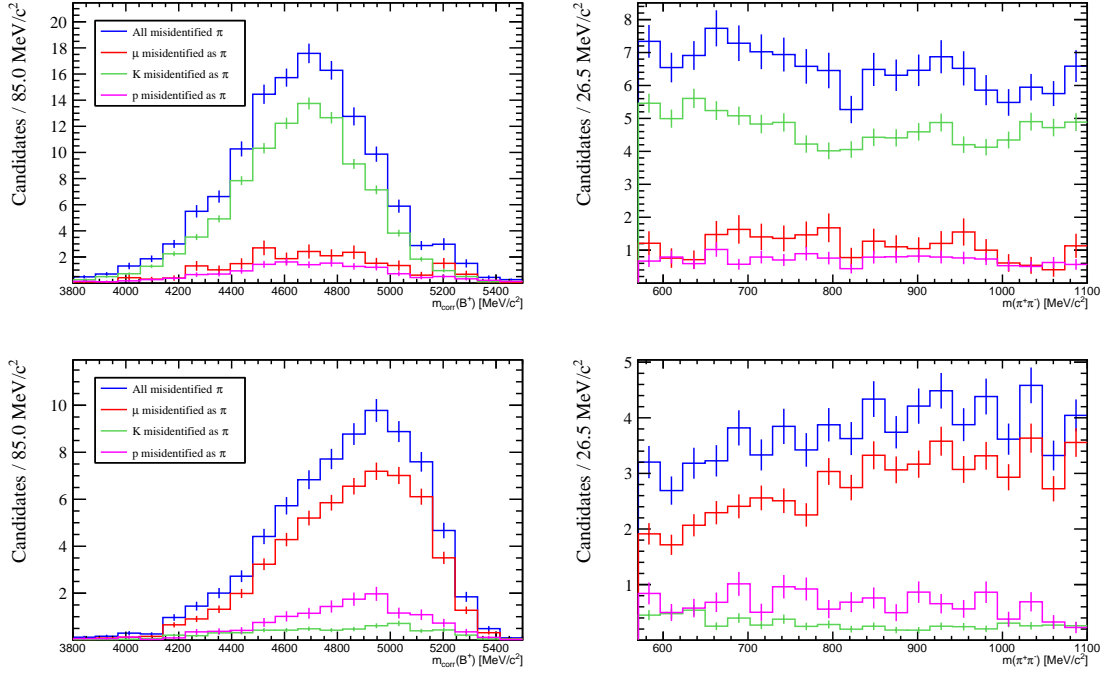 Candidates / 85.0 MeV/c²
20
18
16
14
12
10
8
6
4
2
All misidentified π
μ misidentified as π
K misidentified as π
p misidentified as π
3800 4000 4200 4400 4600 4800 5000 5200 5400
m_corr(B⁺) [MeV/c²]
Candidates / 26.5 MeV/c²
8
7
6
5
4
3
2
1
600 700 800 900 1000 1100
m(π⁺π⁻) [MeV/c²]
Candidates / 85.0 MeV/c²
10
8
6
4
2
All misidentified π
μ misidentified as π
K misidentified as π
p misidentified as π
3800 4000 4200 4400 4600 4800 5000 5200 5400
m_corr(B⁺) [MeV/c²]
Candidates / 26.5 MeV/c²
5
4
3
2
1
600 700 800 900 1000 1100
m(π⁺π⁻) [MeV/c²]